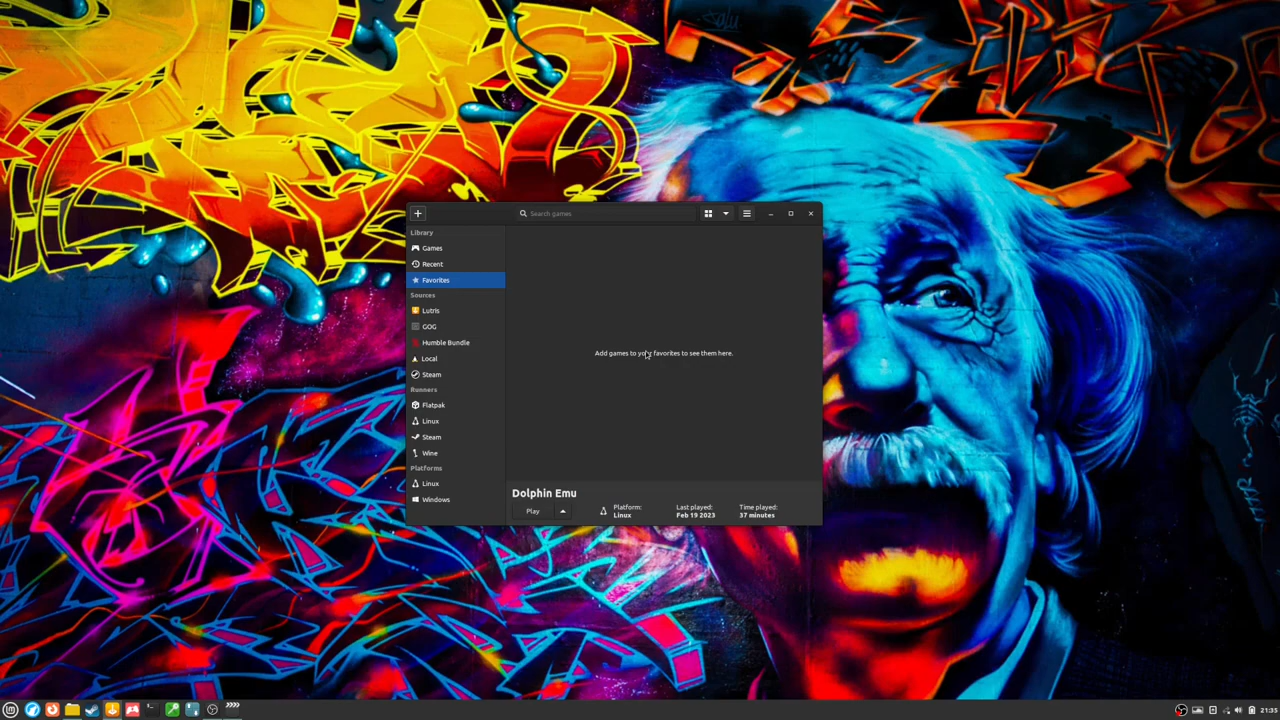 Search games
Library
Games
Recent
Favorites
Sources
Lutris
GOG
Humble Bundle
Local
Steam
Runners
Flatpak
Linux
Steam
Wine
Platforms
Linux
Windows
Add games to your favorites to see them here.
Dolphin Emu
Play
Platform:
Linux
Last played:
Feb 19 2023
Time played:
37 minutes
21:35